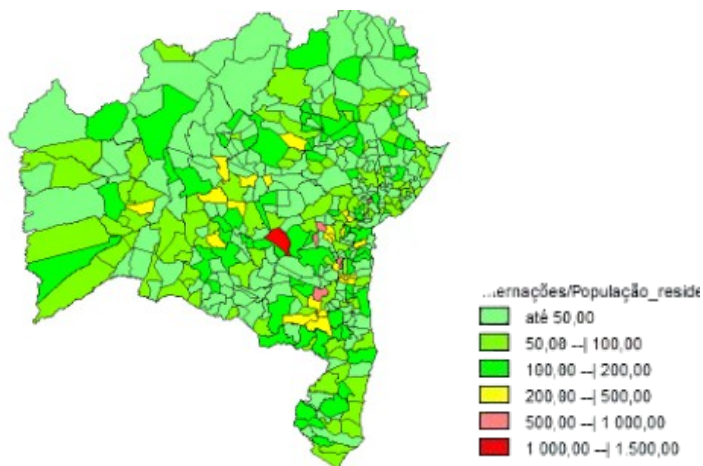 ...ernações/População_reside
até 50,00
50,00 --| 100,00
100,00 --| 200,00
200,00 --| 500,00
500,00 --| 1 000,00
1 000,00 --| 1.500,00